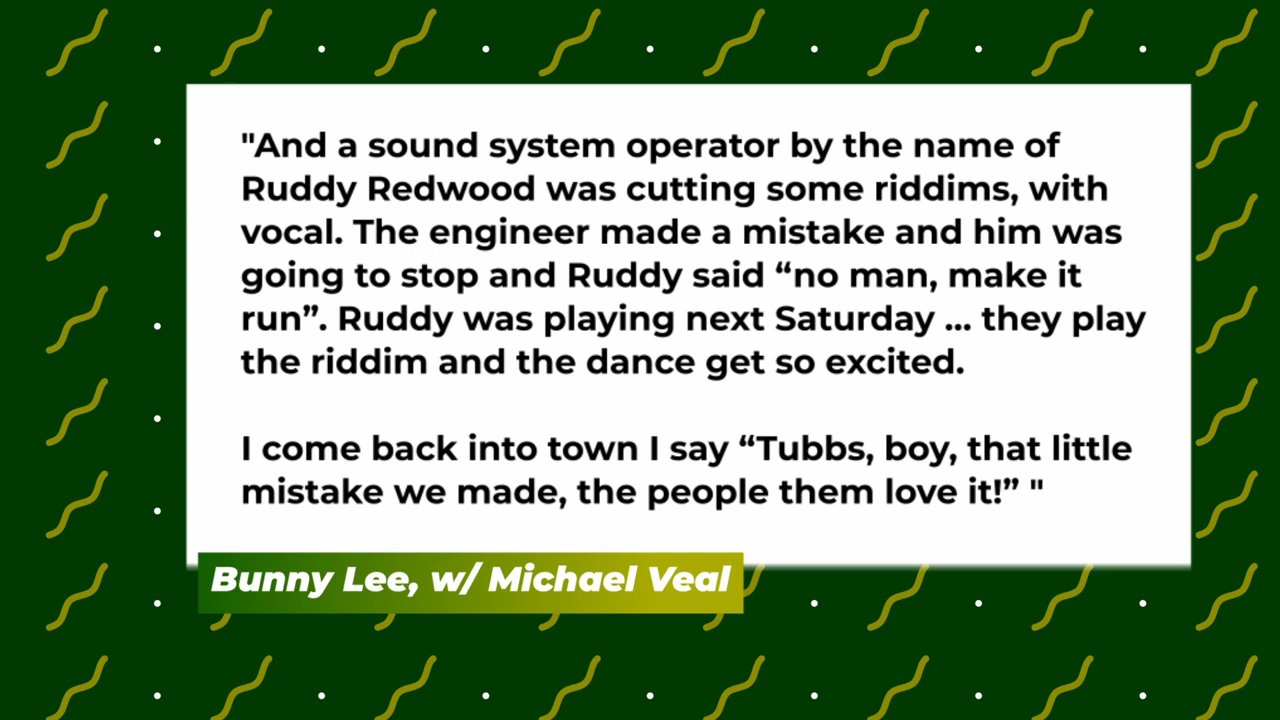 "And a sound system operator by the name of
Ruddy Redwood was cutting some riddims, with
vocal. The engineer made a mistake and him was
going to stop and Ruddy said “no man, make it
run”. Ruddy was playing next Saturday ... they play
the riddim and the dance get so excited.
I come back into town I say “Tubbs, boy, that little
mistake we made, the people them love it!” "
Bunny Lee, w/ Michael Veal